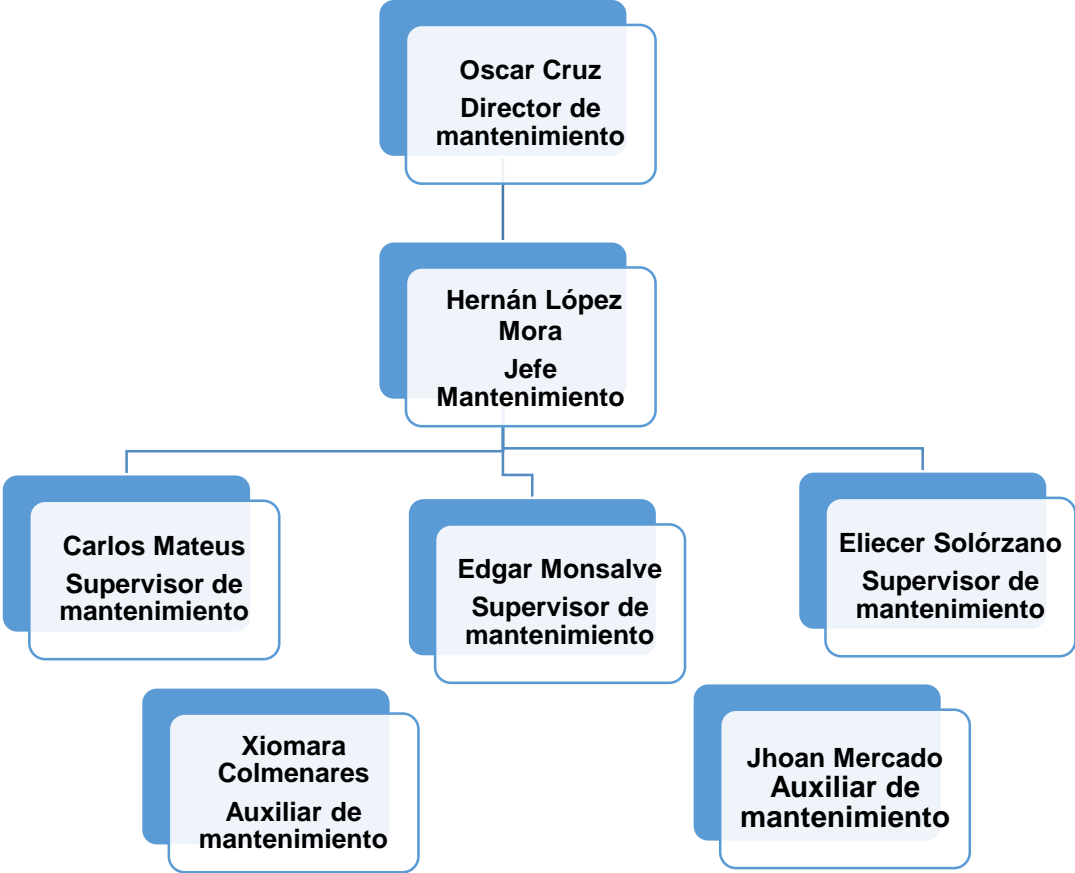 Oscar Cruz
Director de
mantenimiento
Hernán López
Mora
Jefe
Mantenimiento
Carlos Mateus
Supervisor de
mantenimiento
Edgar Monsalve
Supervisor de
mantenimiento
Eliecer Solórzano
Supervisor de
mantenimiento
Xiomara
Colmenares
Auxiliar de
mantenimiento
Jhoan Mercado
Auxiliar de
mantenimiento